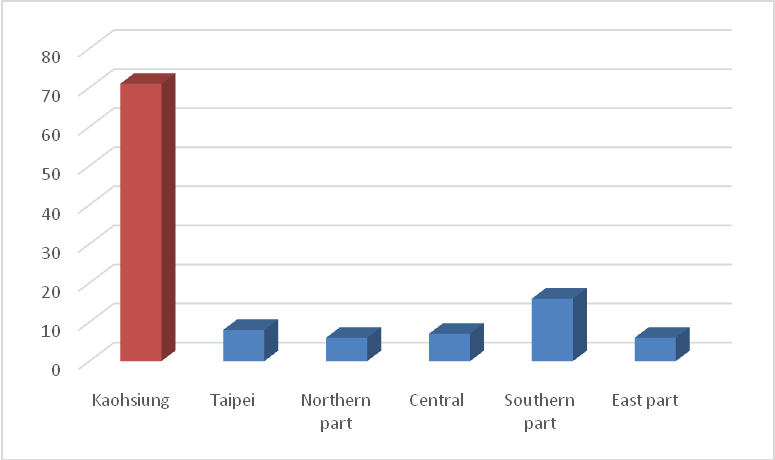 80
70
60
50
40
30
20
10
0
Kaohsiung
Taipei
Northern
part
Central
Southern
part
East part